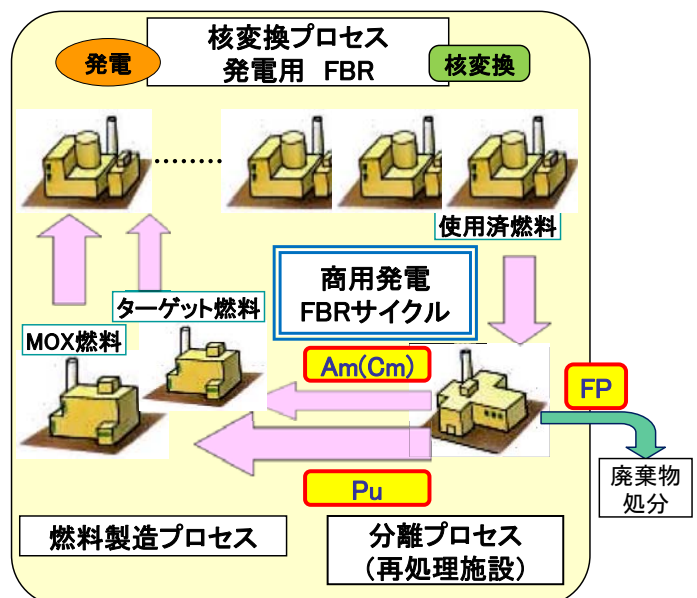 核変換プロセス
発電用 FBR
発電
核変換
使用済燃料
商用発電
FBRサイクル
ターゲット燃料
MOX燃料
Am(Cm)
FP
Pu
廃棄物
処分
燃料製造プロセス
分離プロセス
(再処理施設)